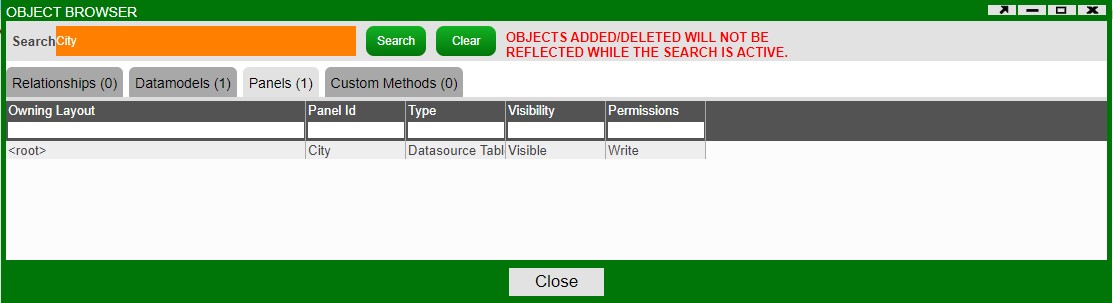 OBJECT BROWSER
Search City Search Clear OBJECTS ADDED/DELETED WILL NOT BE
REFLECTED WHILE THE SEARCH IS ACTIVE.
Relationships (0) Datamodels (1) Panels (1) Custom Methods (0)
Owning Layout Panel Id Type Visibility Permissions
<root> City Datasource Tabl Visible Write
Close